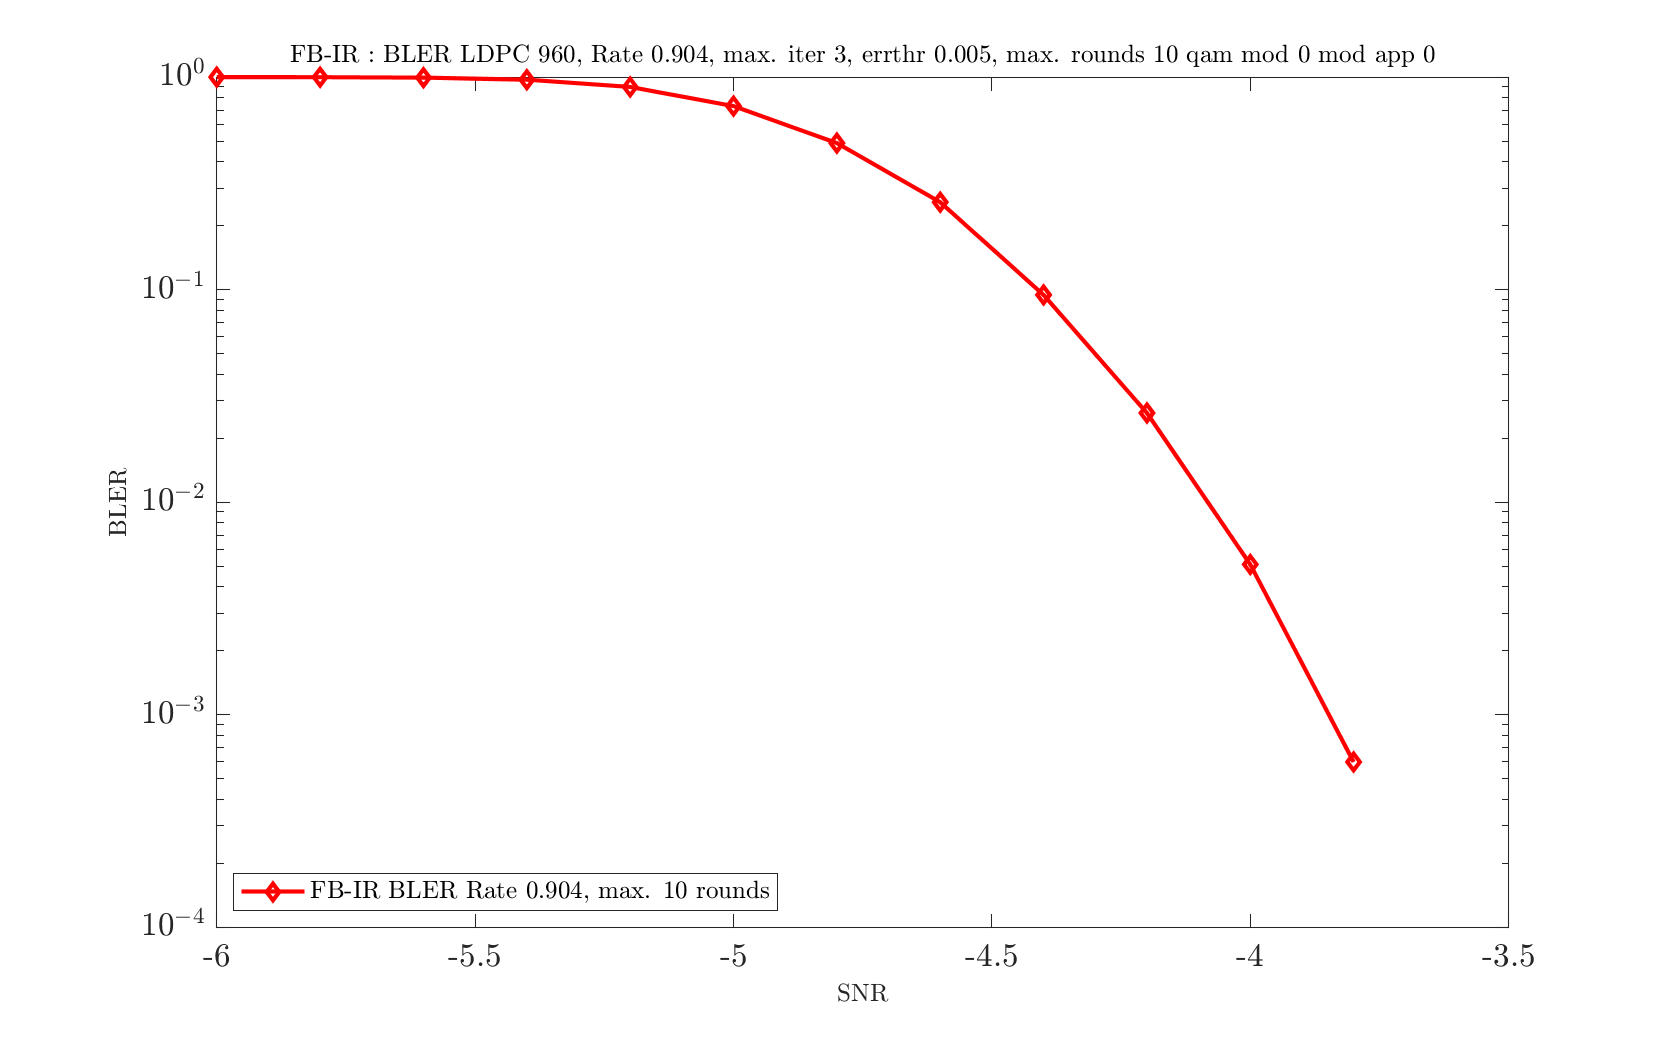 FB-IR : BLER LDPC 960, Rate 0.904, max. iter 3, errthr 0.005, max. rounds 10 qam mod 0 mod app 0
10⁰
10⁻¹
10⁻²
10⁻³
10⁻⁴
BLER
FB-IR BLER Rate 0.904, max. 10 rounds
-6 -5.5 -5 -4.5 -4 -3.5
SNR